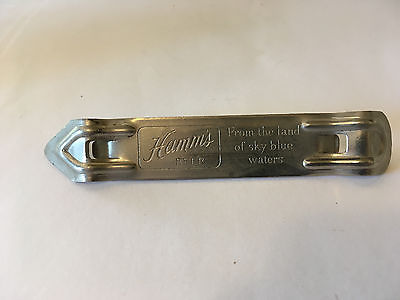 Hamm's
BEER
From the land
of sky blue
waters